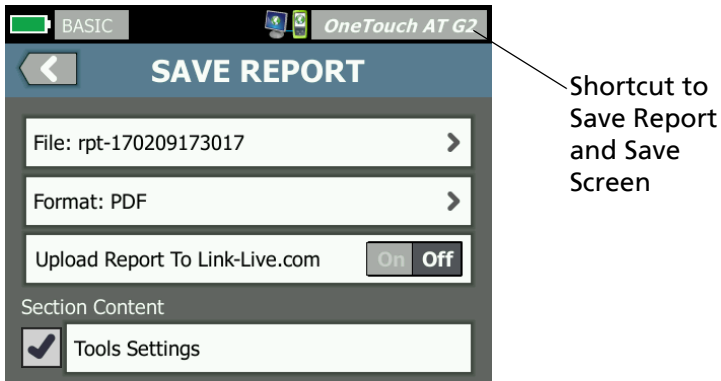 BASIC
OneTouch AT G2
SAVE REPORT
File: rpt-170209173017
Format: PDF
Upload Report To Link-Live.com
On Off
Section Content
Tools Settings
Shortcut to
Save Report
and Save
Screen